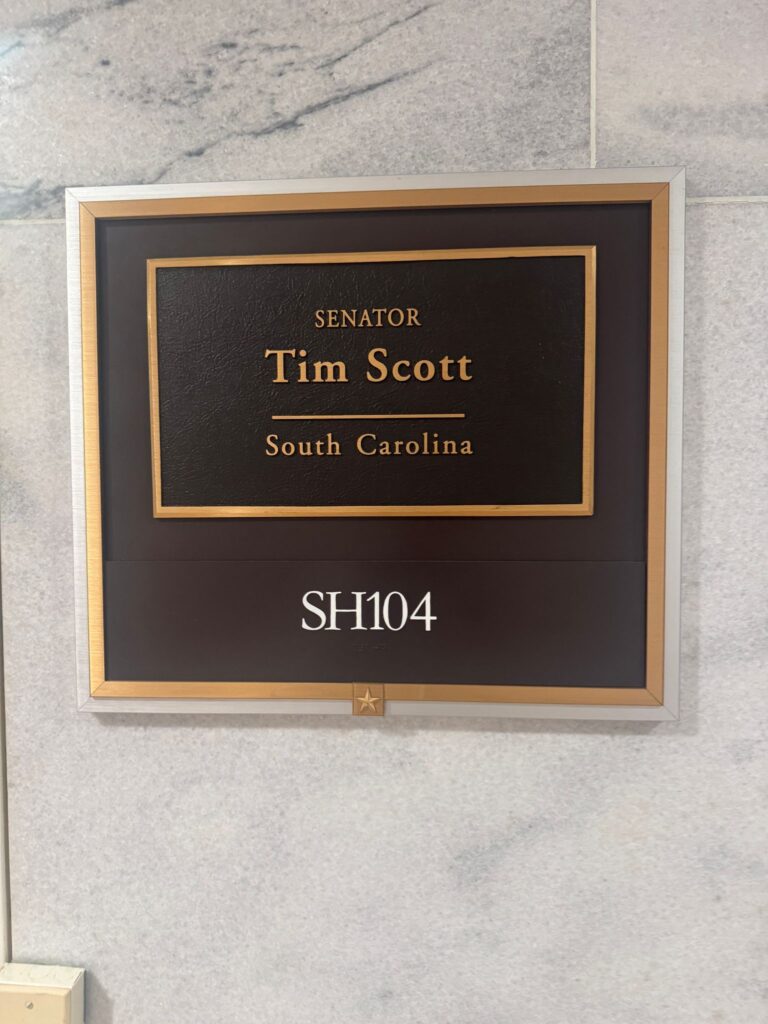 SENATOR
Tim Scott
South Carolina
SH104